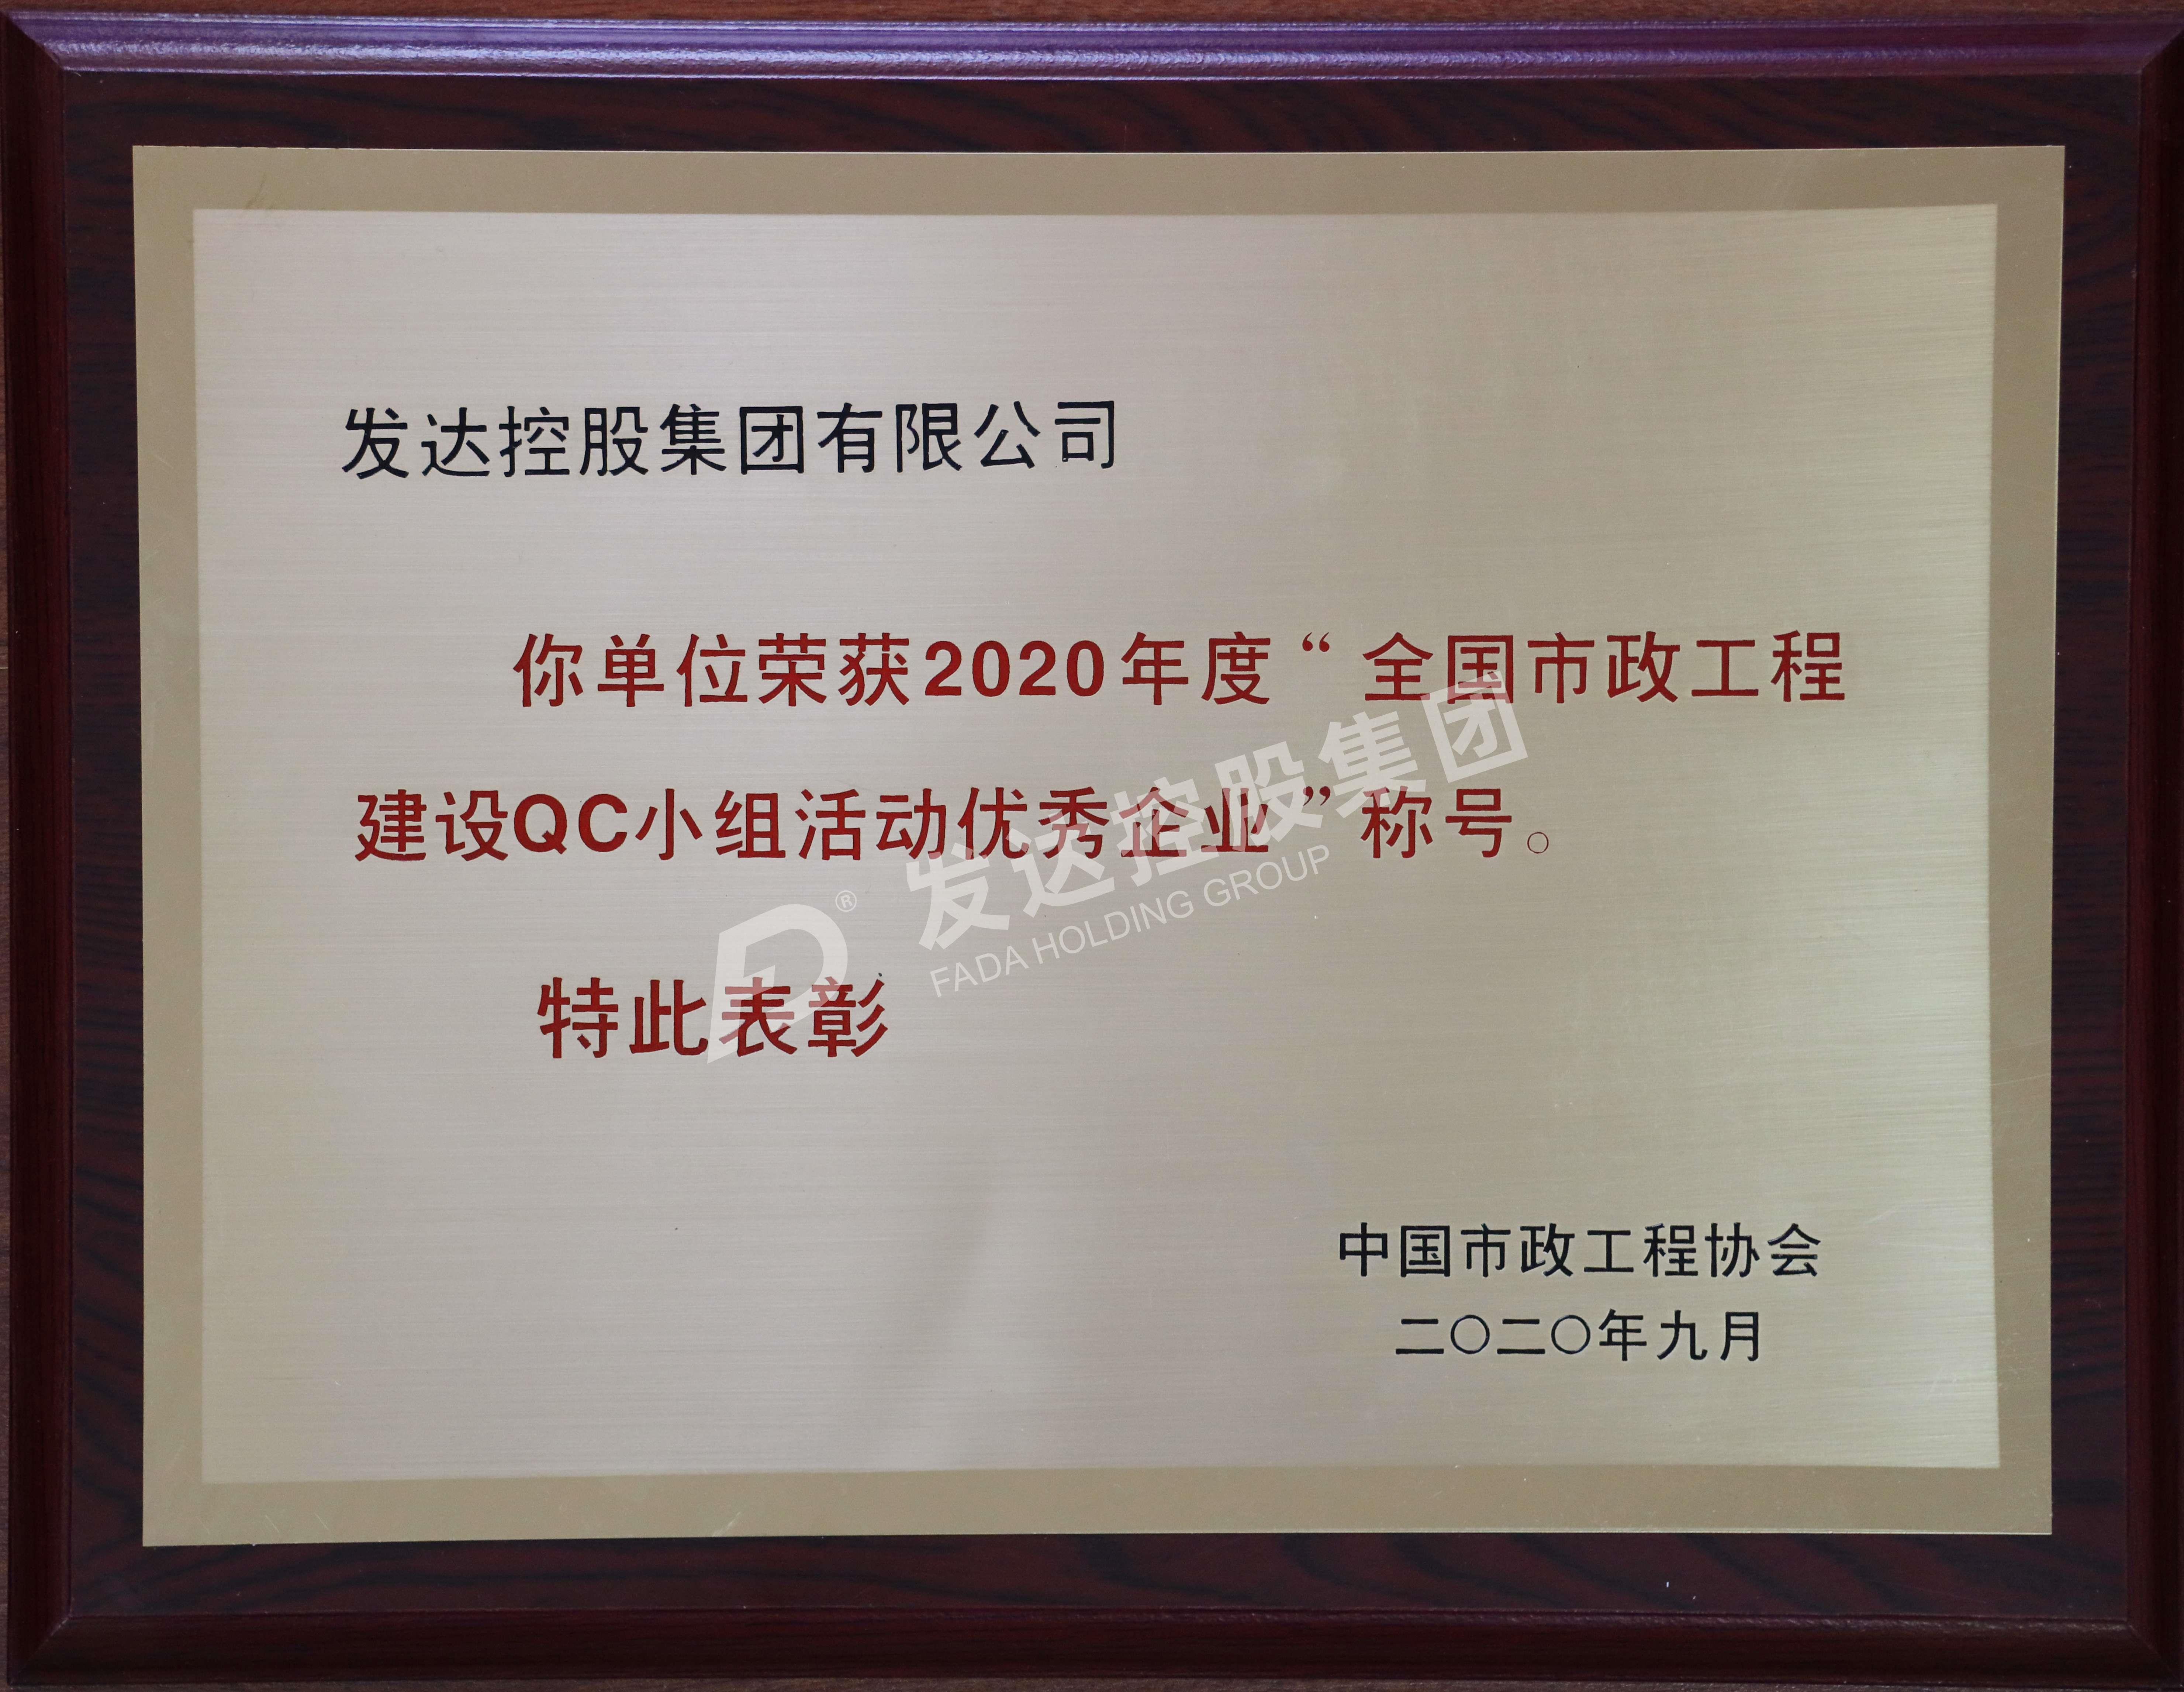 发达控股集团有限公司
你单位荣获2020年度“全国市政工程
建设QC小组活动优秀企业”称号。
特此表彰
中国市政工程协会
二〇二〇年九月
®
发达控股集团
FADA HOLDING GROUP